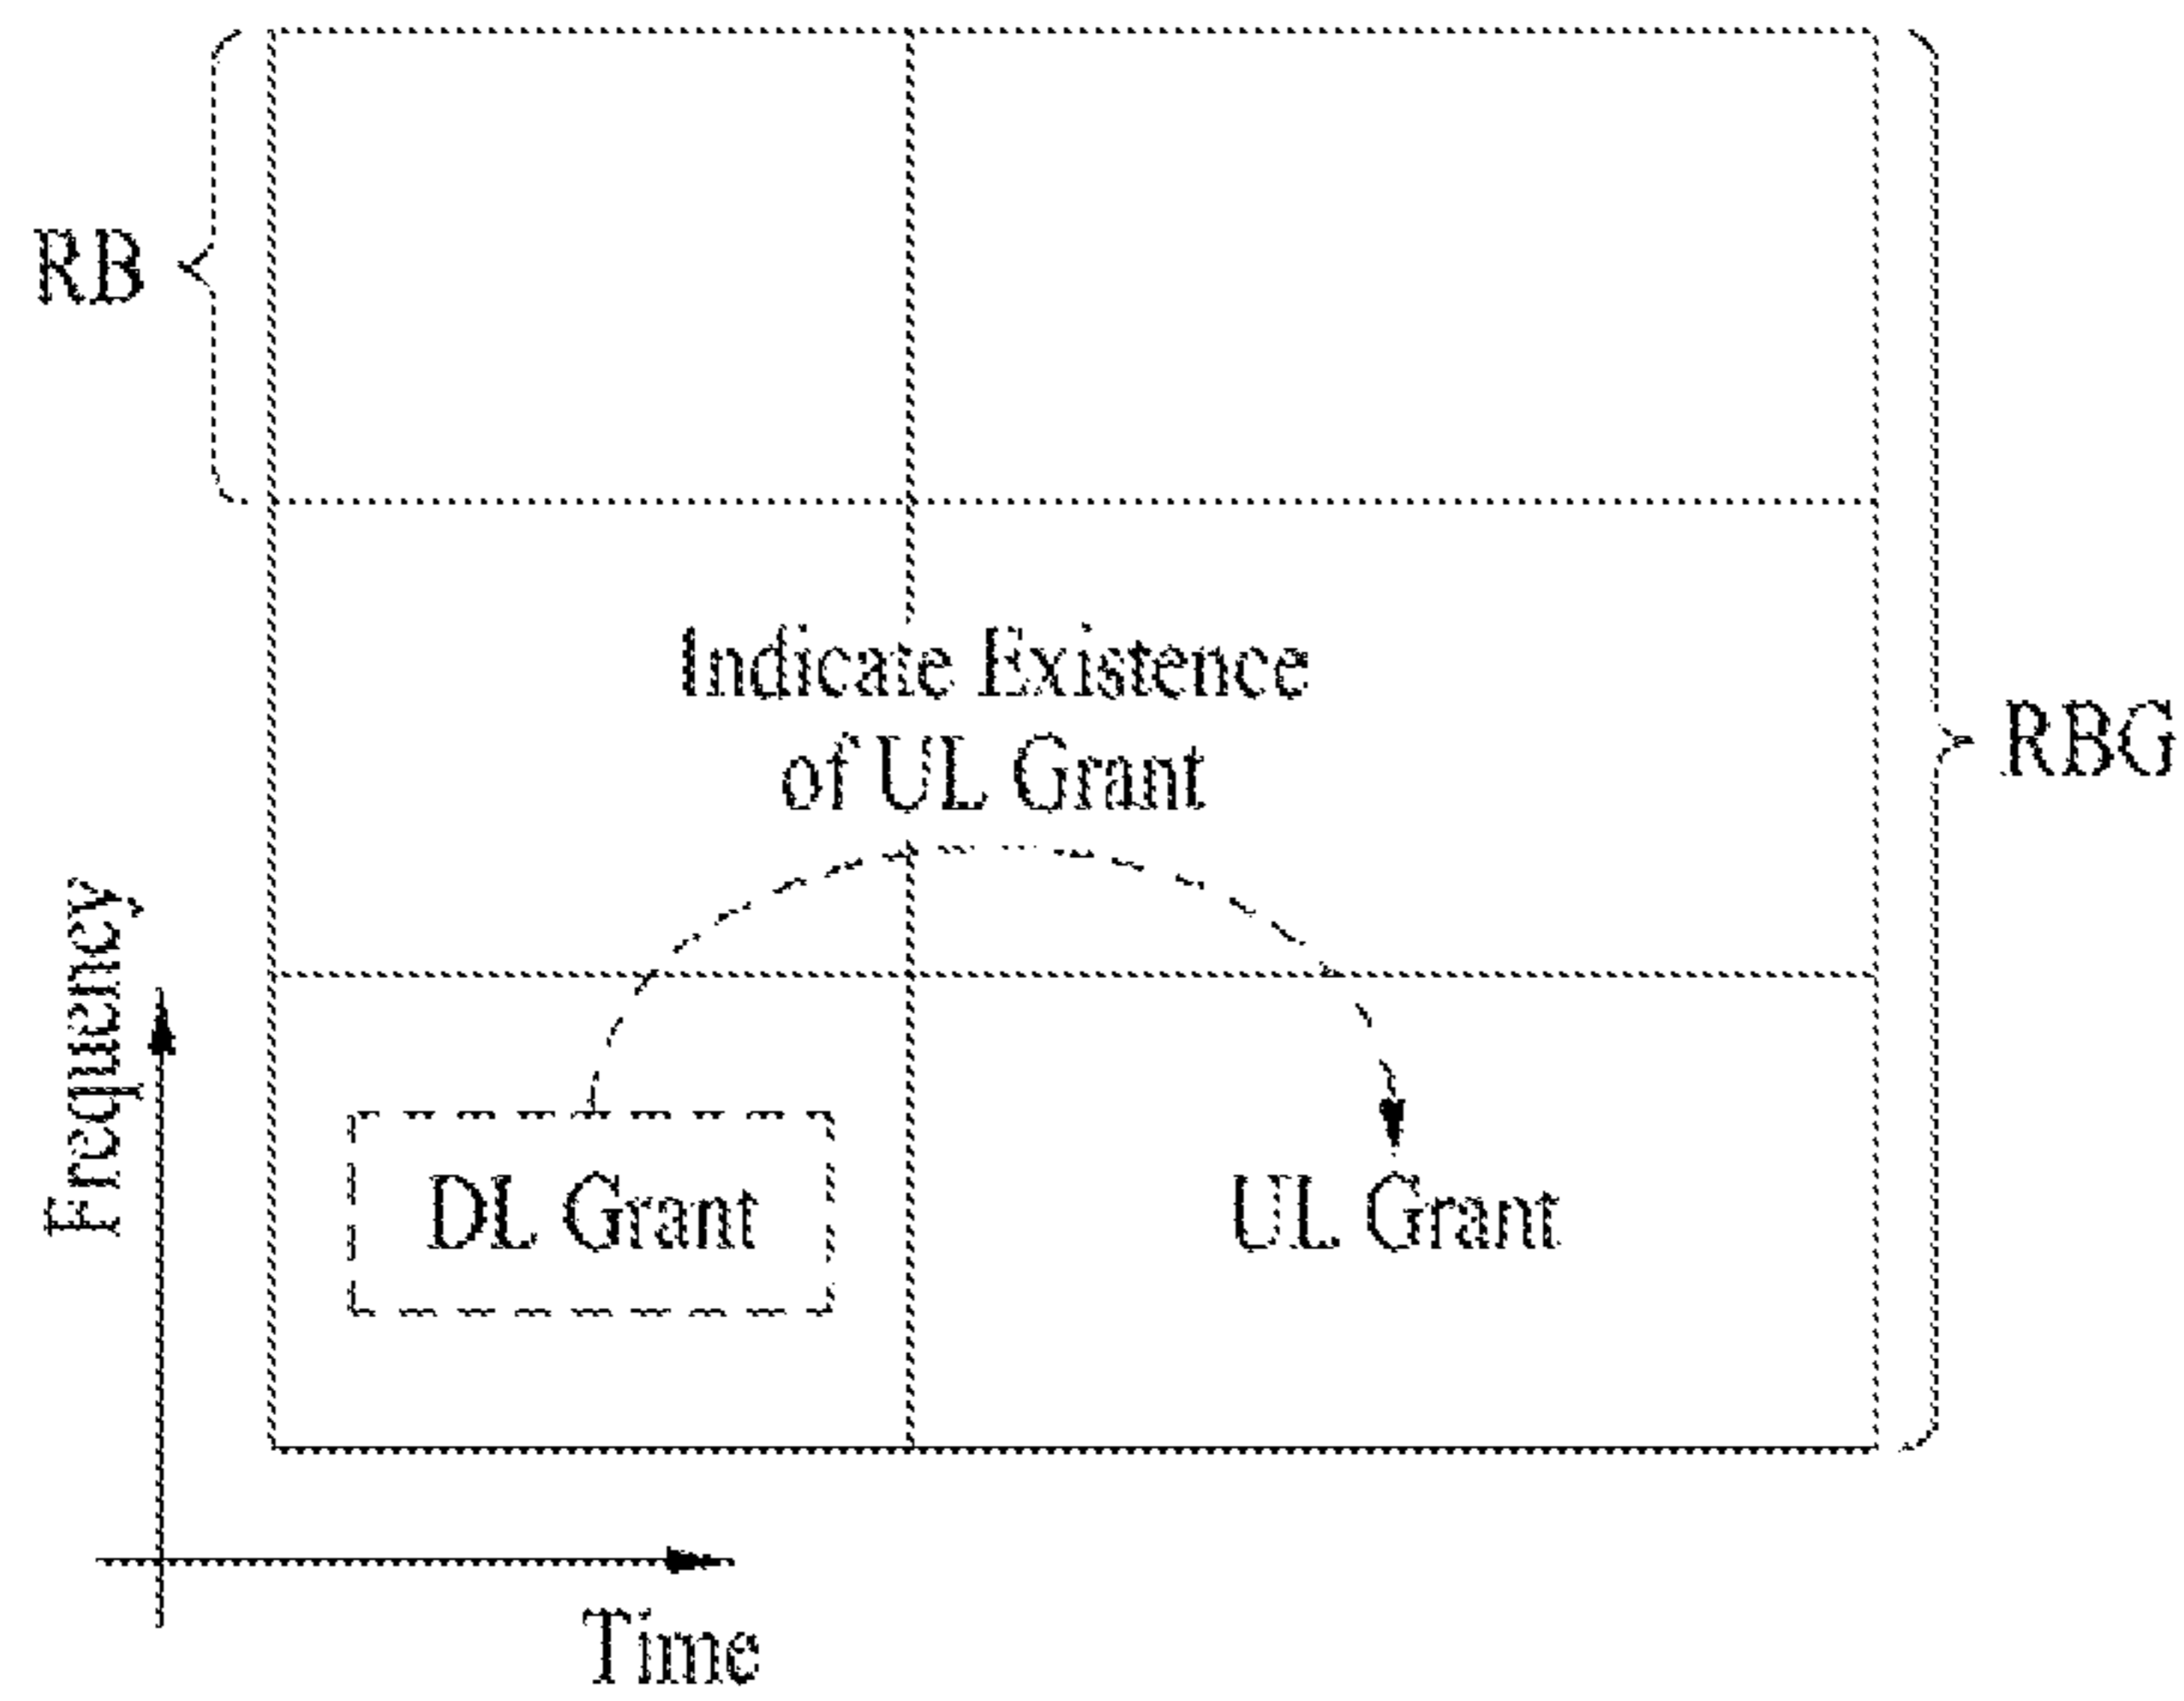 RB
Indicate Existence
of UL Grant
RBG
Frequency
DL Grant
UL Grant
Time